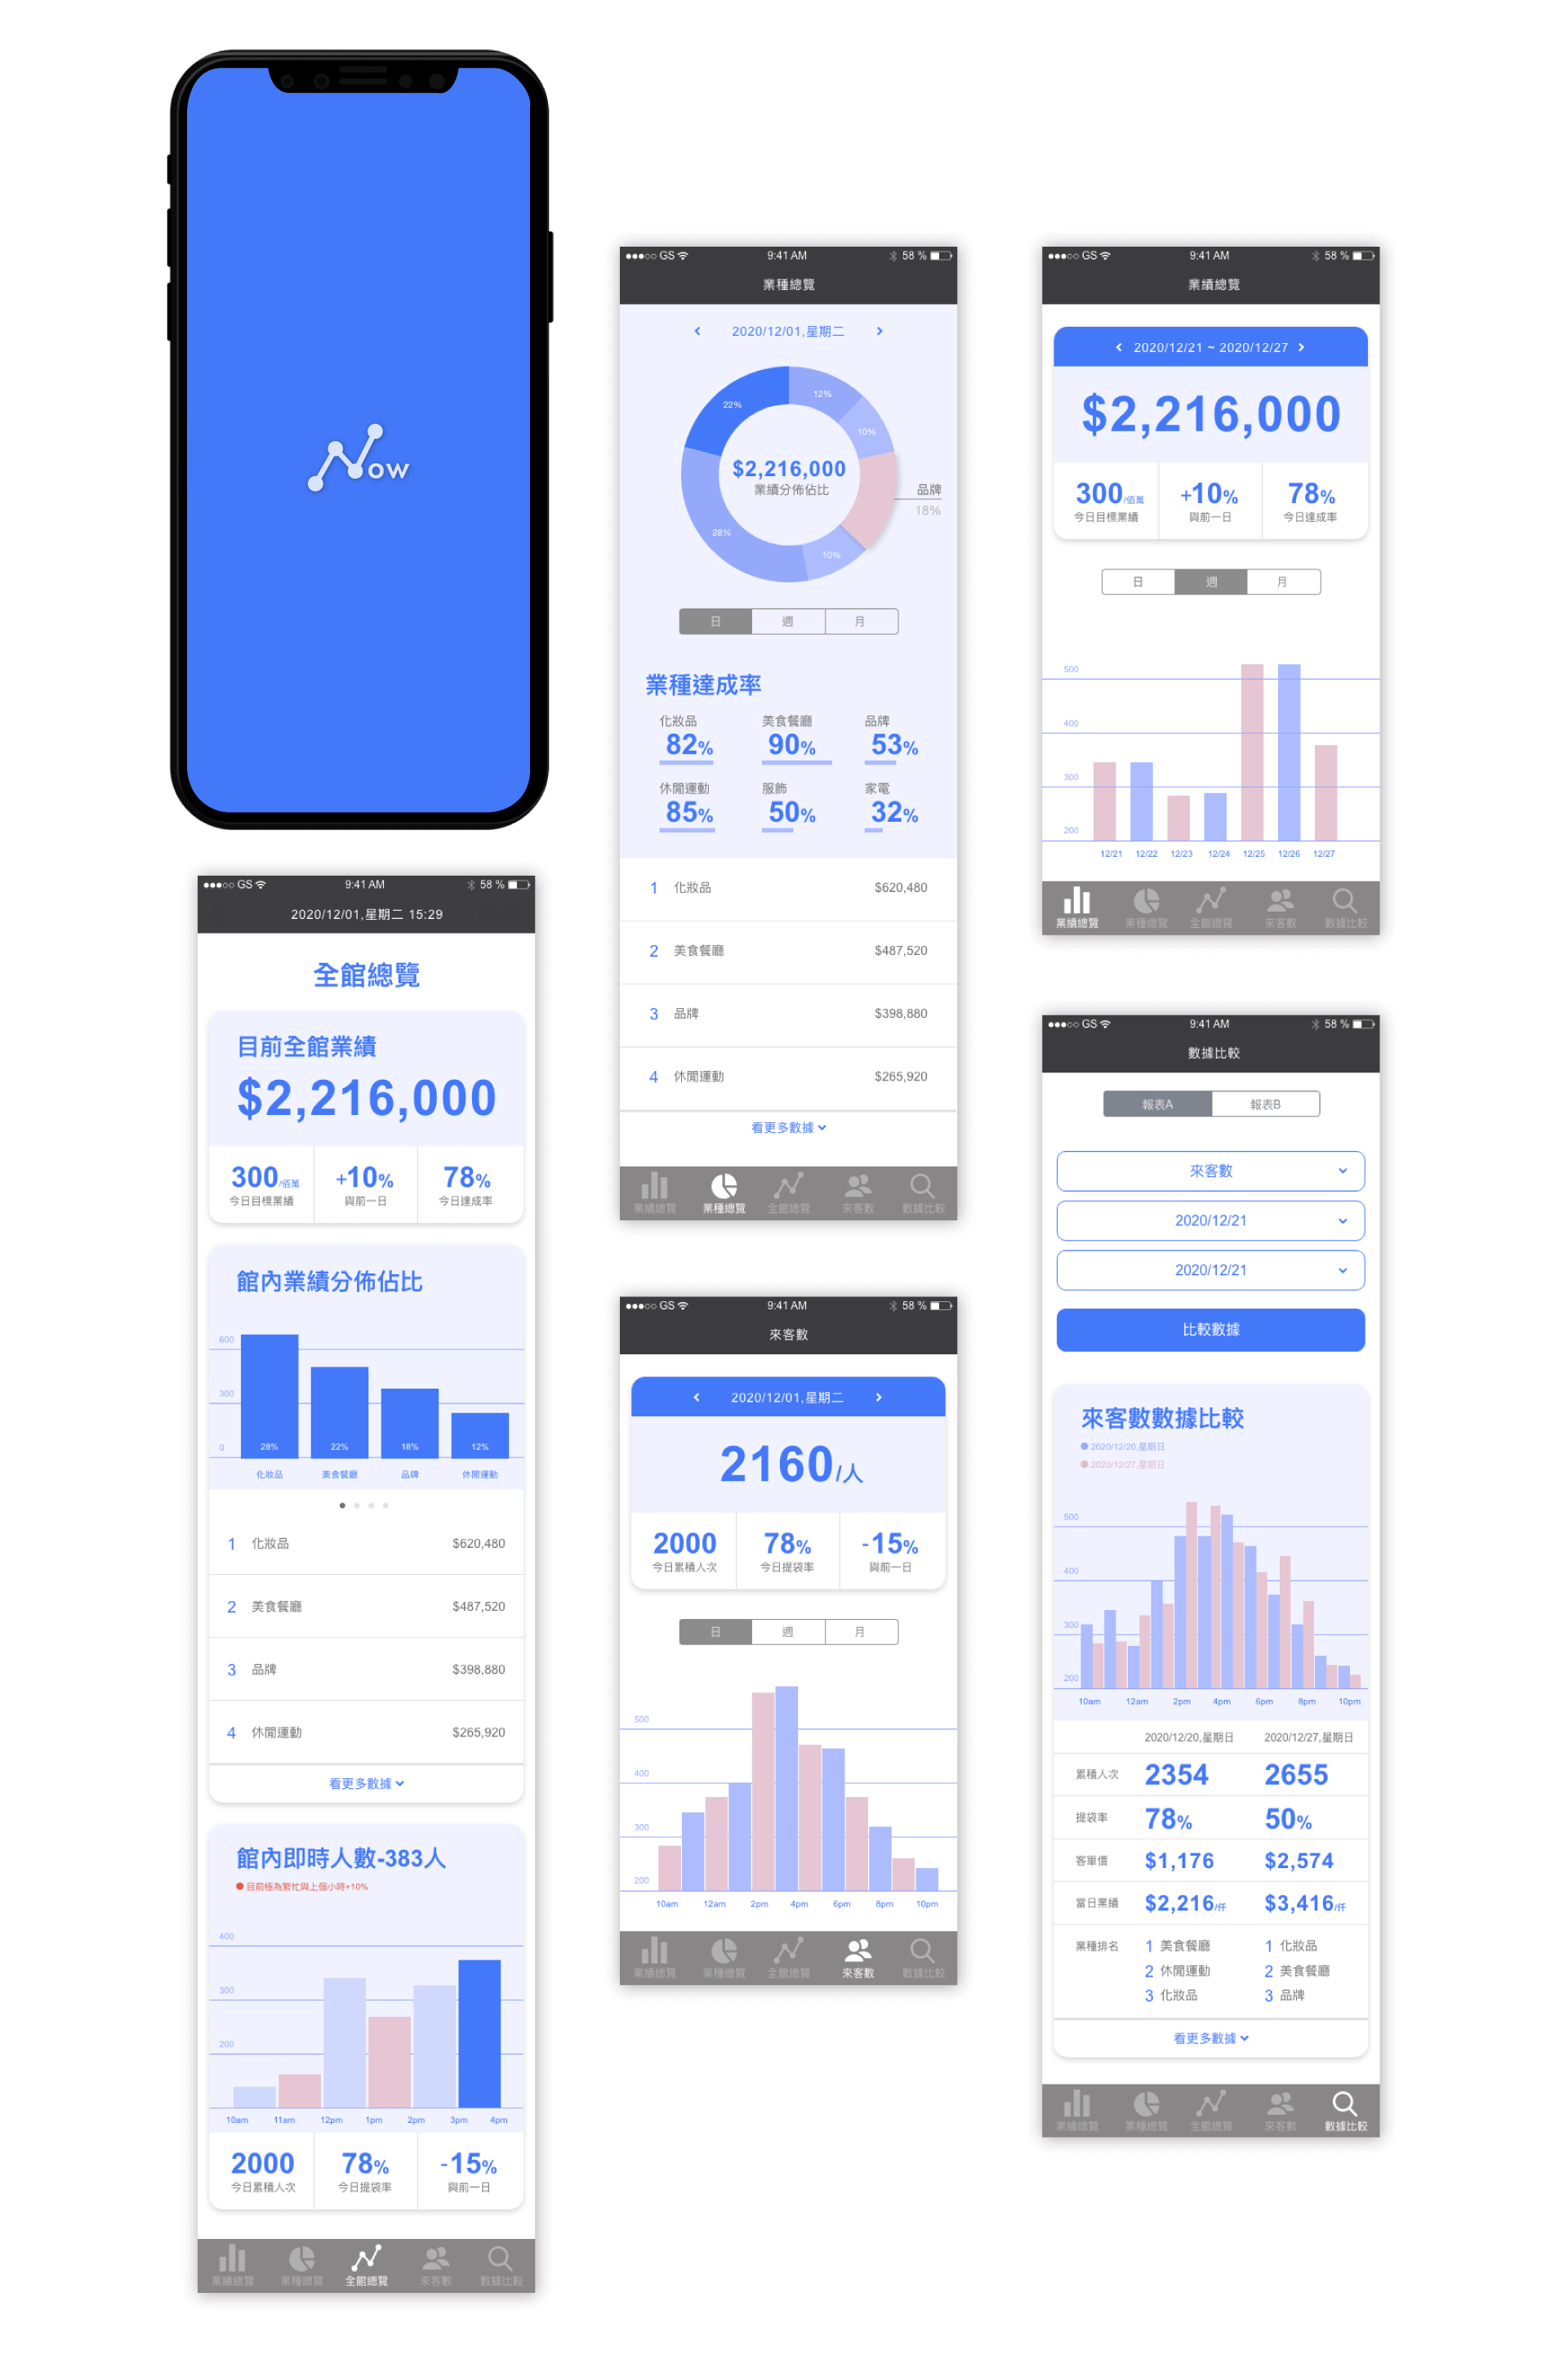 Now
●●●○○ GS 9:41 AM 58 %
2020/12/01,星期二 15:29
全館總覽
目前全館業績
$2,216,000
300/佰萬 +10% 78%
今日目標業績 與前一日 今日達成率
館內業績分佈佔比
600
300
0
28% 22% 18% 12%
化妝品 美食餐廳 品牌 休閒運動
1 化妝品 $620,480
2 美食餐廳 $487,520
3 品牌 $398,880
4 休閒運動 $265,920
看更多數據
館內即時人數-383人
目前極為繁忙與上個小時+10%
400
300
200
10am 11am 12pm 1pm 2pm 3pm 4pm
2000 78% -15%
今日累積人次 今日提袋率 與前一日
業績總覽 業種總覽 全館總覽 來客數 數據比較
●●●○○ GS 9:41 AM 58 %
業種總覽
2020/12/01,星期二
12%
22%
10%
$2,216,000
業績分佈佔比
品牌
18%
28%
10%
日 週 月
業種達成率
化妝品 美食餐廳 品牌
82% 90% 53%
休閒運動 服飾 家電
85% 50% 32%
1 化妝品 $620,480
2 美食餐廳 $487,520
3 品牌 $398,880
4 休閒運動 $265,920
看更多數據
業績總覽 業種總覽 全館總覽 來客數 數據比較
●●●○○ GS 9:41 AM 58 %
來客數
2020/12/01,星期二
2160/人
2000 78% -15%
今日累積人次 今日提袋率 與前一日
日 週 月
500
400
300
200
10am 12am 2pm 4pm 6pm 8pm 10pm
業績總覽 業種總覽 全館總覽 來客數 數據比較
●●●○○ GS 9:41 AM 58 %
業績總覽
2020/12/21 ~ 2020/12/27
$2,216,000
300/佰萬 +10% 78%
今日目標業績 與前一日 今日達成率
日 週 月
500
400
300
200
12/21 12/22 12/23 12/24 12/25 12/26 12/27
業績總覽 業種總覽 全館總覽 來客數 數據比較
●●●○○ GS 9:41 AM 58 %
數據比較
報表A 報表B
來客數
2020/12/21
2020/12/21
比較數據
來客數數據比較
2020/12/20,星期日
2020/12/27,星期日
500
400
300
200
10am 12am 2pm 4pm 6pm 8pm 10pm
2020/12/20,星期日 2020/12/27,星期日
累積人次 2354 2655
提袋率 78% 50%
客單價 $1,176 $2,574
當日業績 $2,216/仟 $3,416/仟
業種排名 1 美食餐廳 1 化妝品
2 休閒運動 2 美食餐廳
3 化妝品 3 品牌
看更多數據
業績總覽 業種總覽 全館總覽 來客數 數據比較